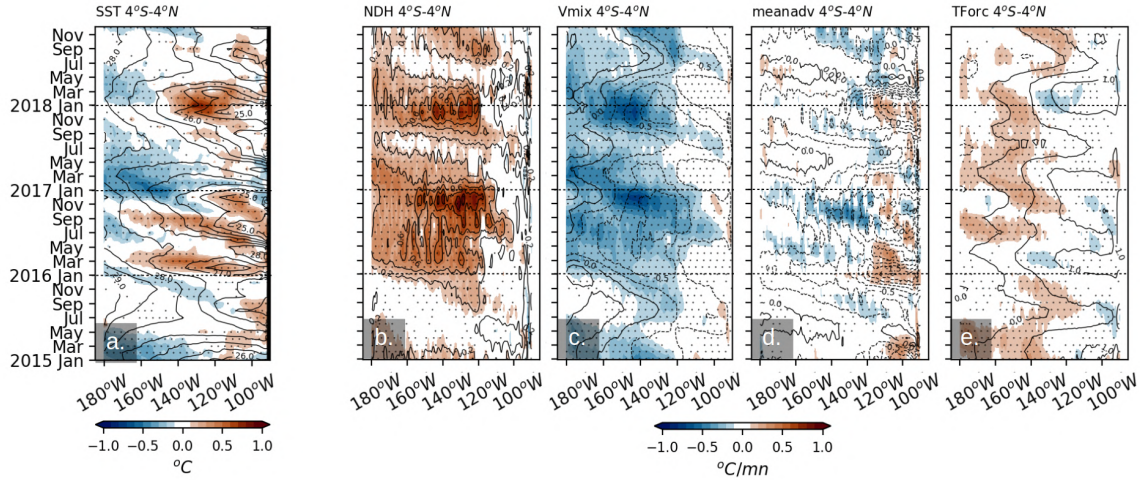 SST 4°S-4°N
NDH 4°S-4°N
Vmix 4°S-4°N
meanadv 4°S-4°N
TForc 4°S-4°N
Nov
Sep
Jul
May
Mar
2018 Jan
Nov
Sep
Jul
May
Mar
2017 Jan
Nov
Sep
Jul
May
Mar
2016 Jan
Nov
Sep
Jul
May
Mar
2015 Jan
a.
b.
c.
d.
e.
180°W 160°W 140°W 120°W 100°W
180°W 160°W 140°W 120°W 100°W
180°W 160°W 140°W 120°W 100°W
180°W 160°W 140°W 120°W 100°W
180°W 160°W 140°W 120°W 100°W
−1.0 −0.5 0.0 0.5 1.0
°C
−1.0 −0.5 0.0 0.5 1.0
°C/mn